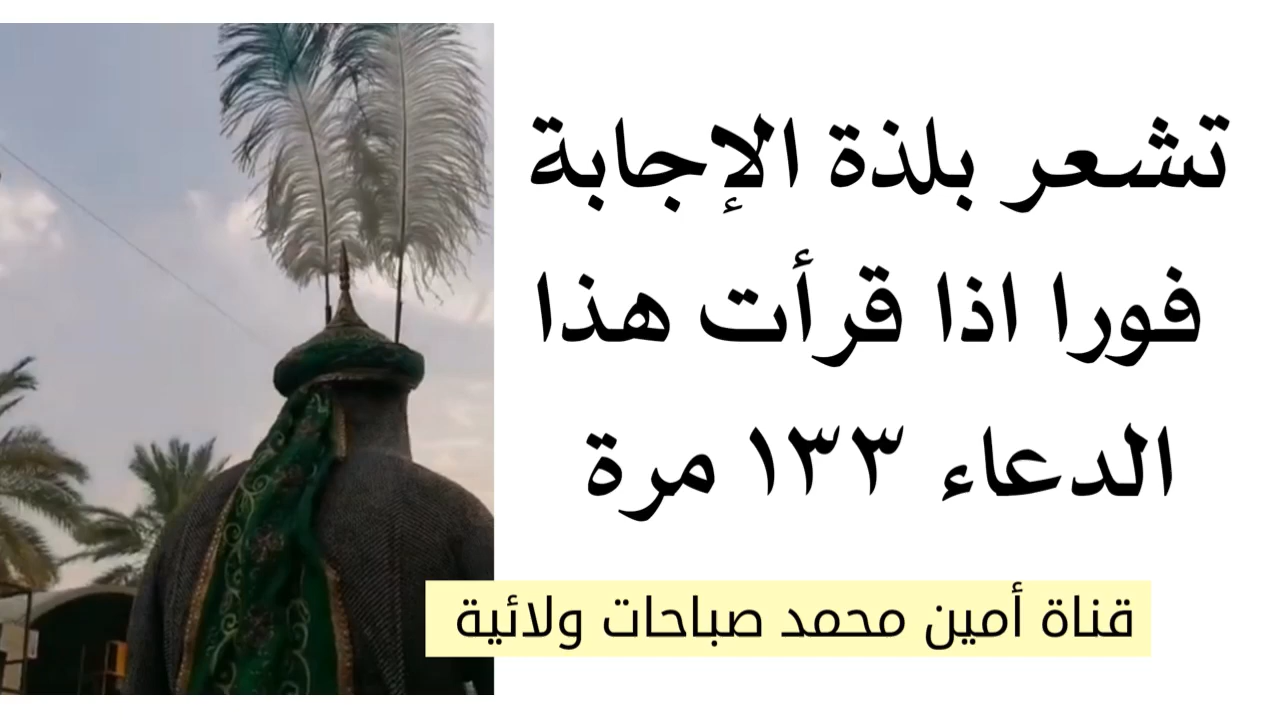 تشعر بلذة الإجابة
فورا اذا قرأت هذا
الدعاء ١٣٣ مرة
قناة أمين محمد صباحات ولائية